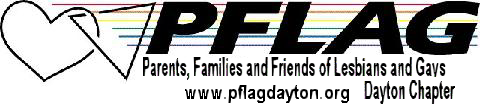 PFLAG
Parents, Families and Friends of Lesbians and Gays
www.pflagdayton.org Dayton Chapter